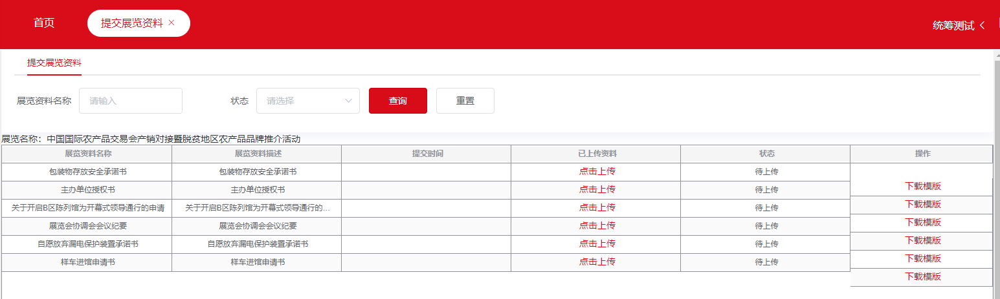 首页
提交展览资料 ×
统筹测试
提交展览资料
展览资料名称 请输入 状态 请选择 查询 重置
展览名称：中国国际农产品交易会产销对接暨脱贫地区农产品品牌推介活动
展览资料名称 展览资料描述 提交时间 已上传资料 状态 操作
包装物存放安全承诺书 包装物存放安全承诺书 点击上传 待上传 下载模版
主办单位授权书 主办单位授权书 点击上传 待上传 下载模版
关于开启B区陈列馆为开幕式领导通行的申请 关于开启B区陈列馆为开幕式领导通行的... 点击上传 待上传 下载模版
展览会协调会会议纪要 展览会协调会会议纪要 点击上传 待上传 下载模版
自愿放弃漏电保护装置承诺书 自愿放弃漏电保护装置承诺书 点击上传 待上传 下载模版
样车进馆申请书 样车进馆申请书 点击上传 待上传 下载模版